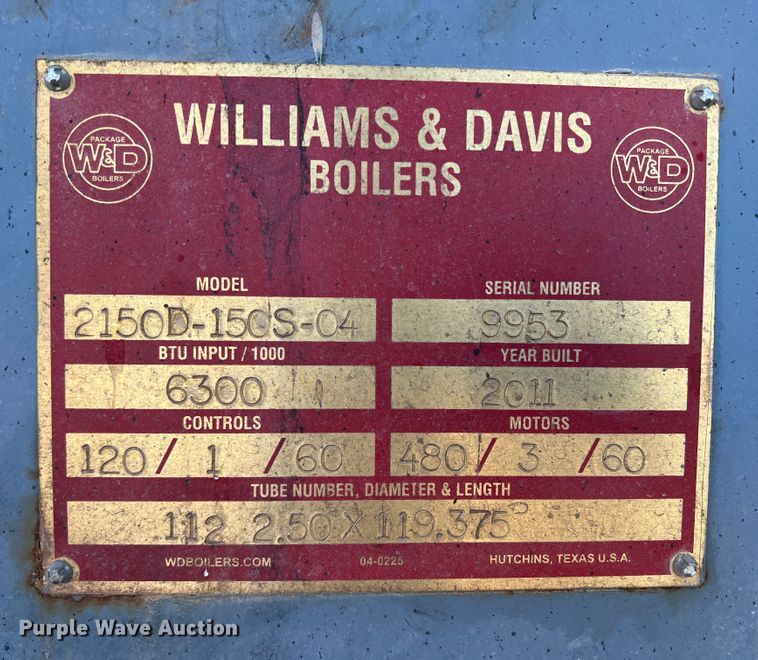 WILLIAMS & DAVIS
BOILERS
PACKAGE
W&D
BOILERS
PACKAGE
W&D
BOILERS
MODEL
2150D-150S-04
SERIAL NUMBER
9953
BTU INPUT / 1000
6300
YEAR BUILT
2011
CONTROLS
120 / 1 / 60
MOTORS
480 / 3 / 60
TUBE NUMBER, DIAMETER & LENGTH
112 2.50 X 119.375
WDBOILERS.COM
04-0225
HUTCHINS, TEXAS U.S.A.
Purple Wave Auction